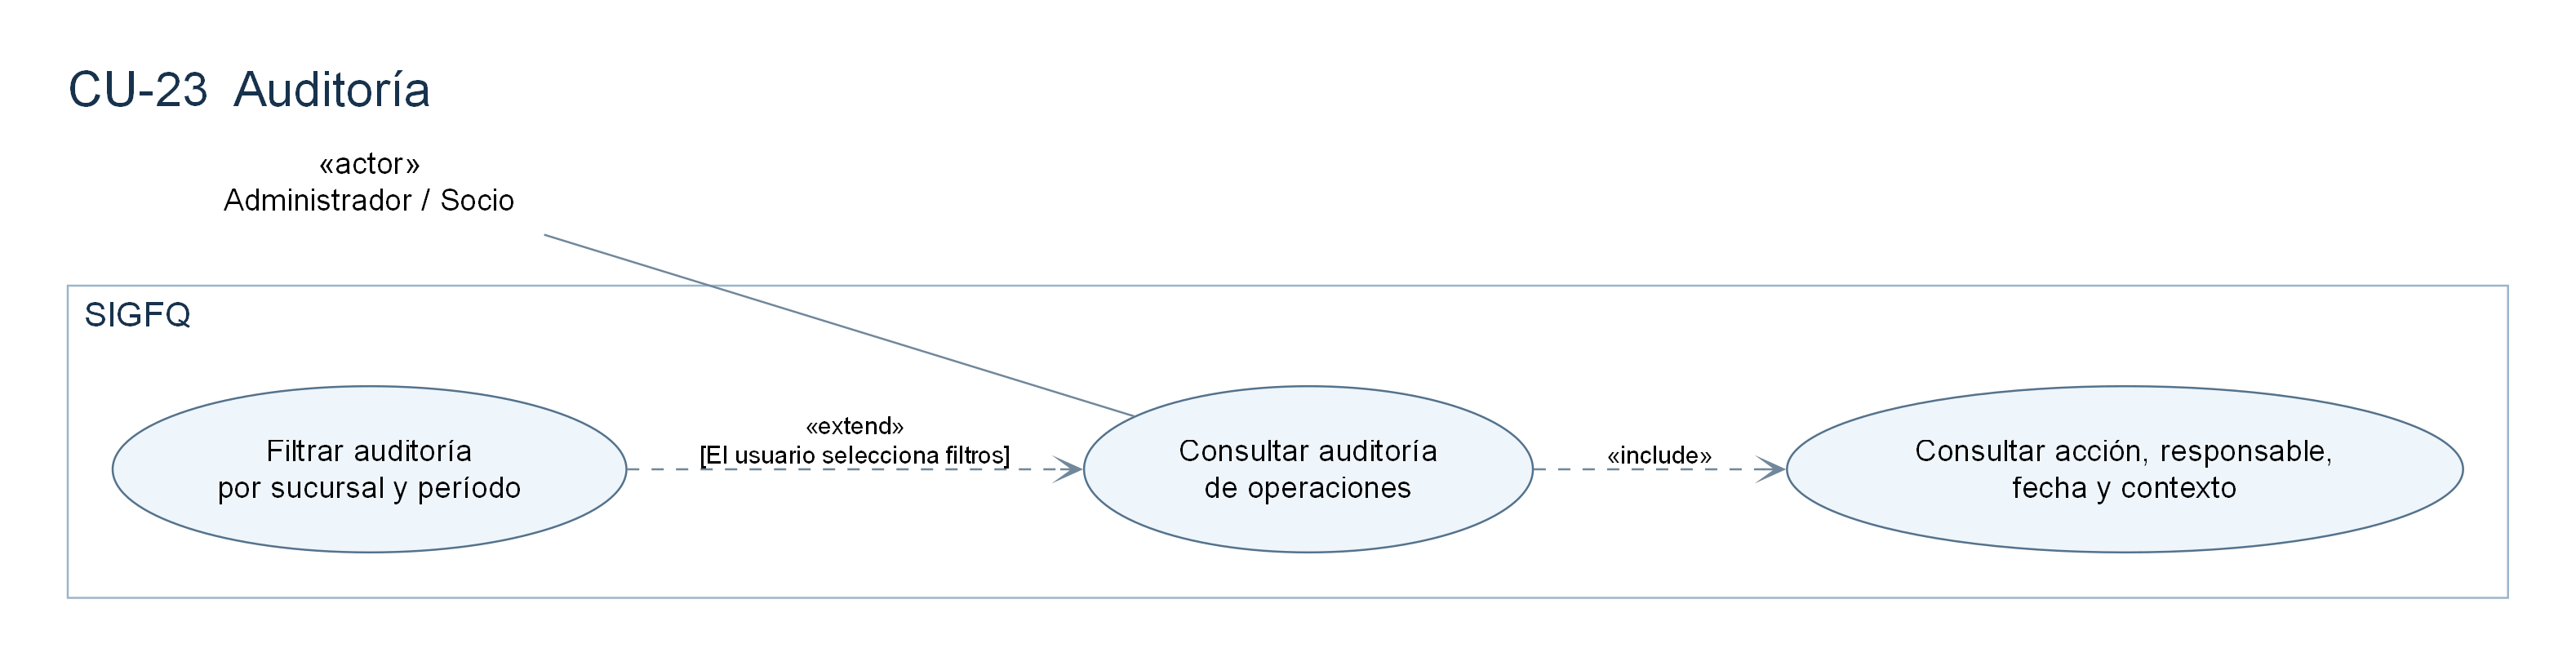 CU-23 Auditoría
«actor»
Administrador / Socio
SIGFQ
Filtrar auditoría
por sucursal y período
«extend»
[El usuario selecciona filtros]
Consultar auditoría
de operaciones
«include»
Consultar acción, responsable,
fecha y contexto